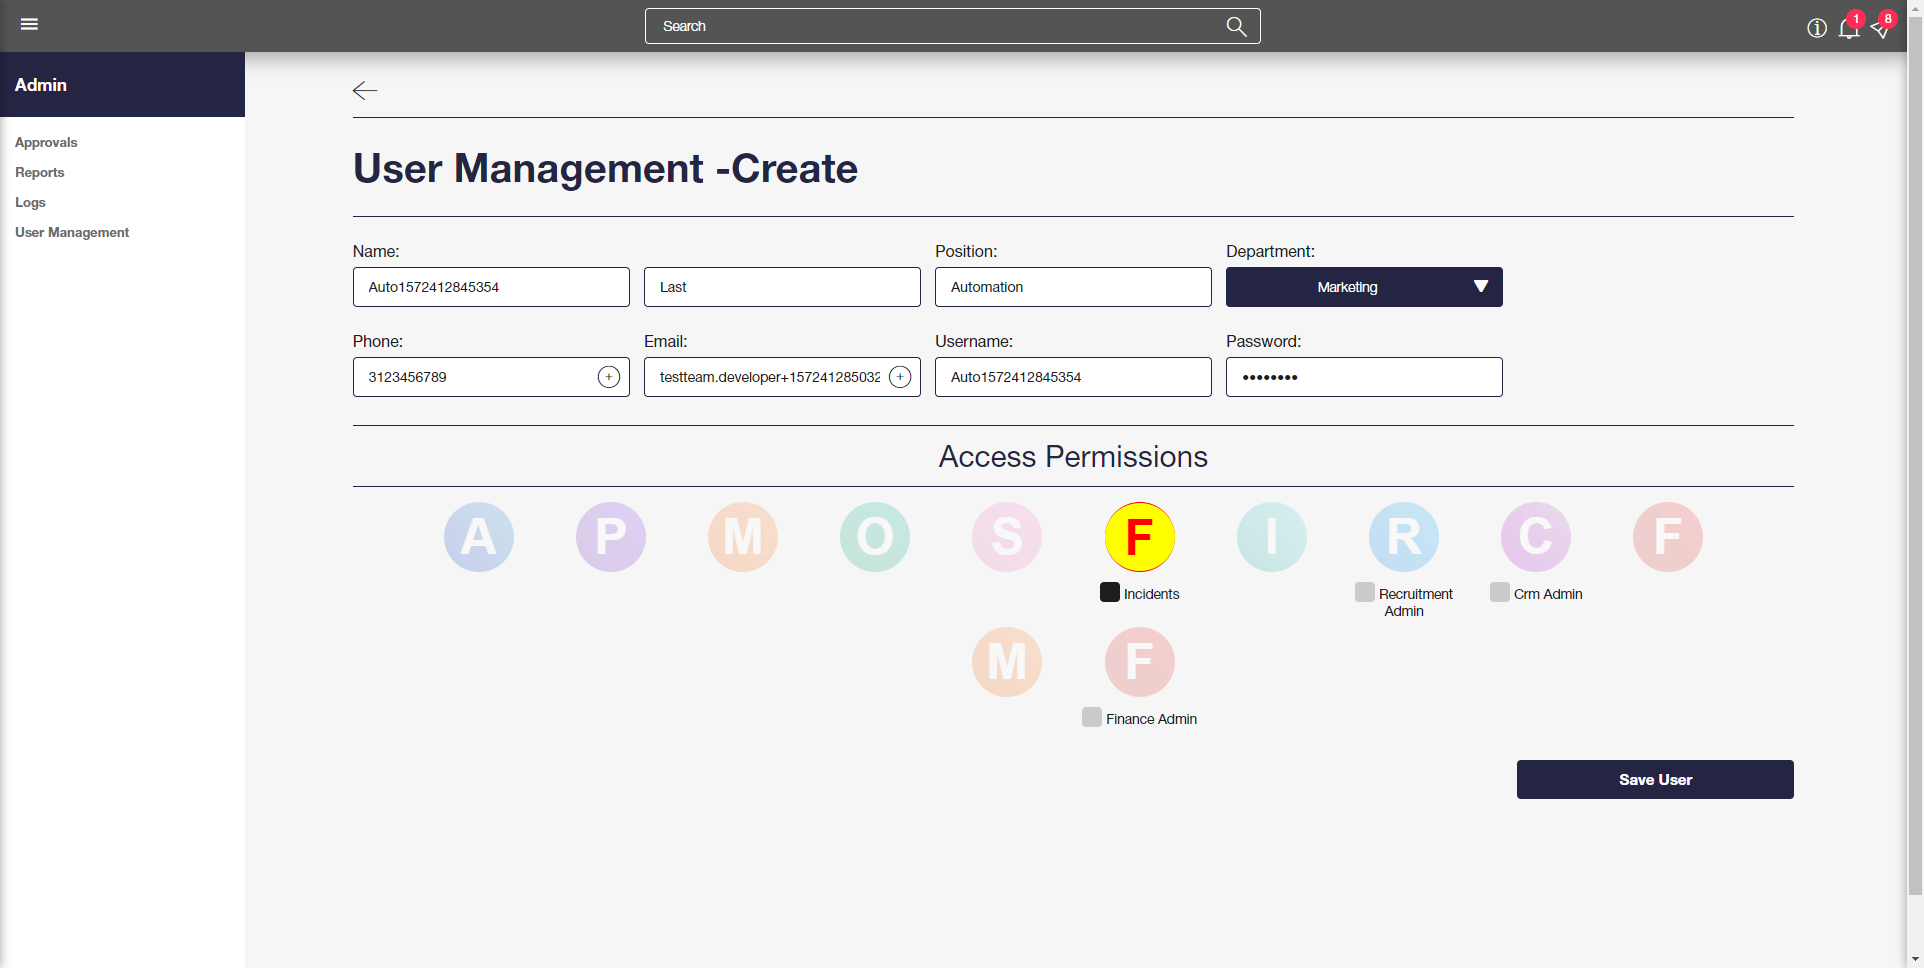 Search
1
8
Admin
Approvals
Reports
Logs
User Management
User Management -Create
Name:
Position:
Department:
Auto1572412845354
Last
Automation
Marketing
Phone:
Email:
Username:
Password:
3123456789
testteam.developer+157241285032
Auto1572412845354
••••••••
Access Permissions
A P M O S F I R C F
Incidents
Recruitment Admin
Crm Admin
M F
Finance Admin
Save User